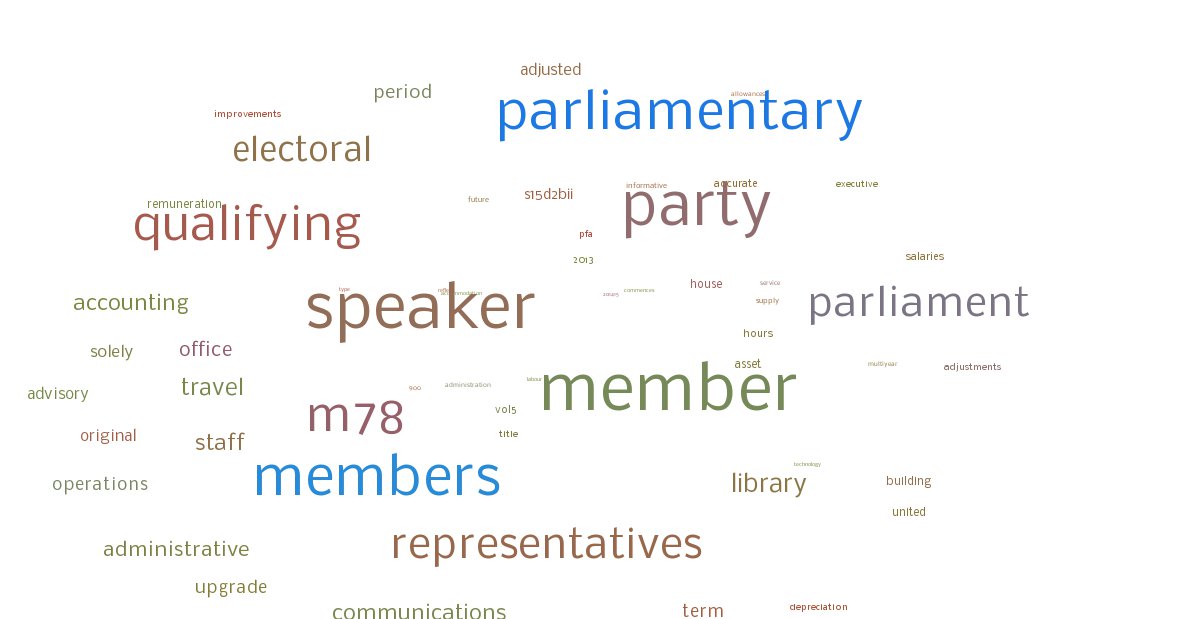 adjusted
period
allowances
parliamentary
improvements
electoral
informative
accurate
executive
s15d2bii
future
party
remuneration
qualifying
pfa
2013
salaries
house
service
type
accommodation
commences
speaker
supply
accounting
parliament
hours
solely
office
asset
multiyear
adjustments
labour
administration
900
travel
member
advisory
vol5
m78
title
original
staff
technology
members
library
building
operations
united
representatives
administrative
upgrade
depreciation
term
communications